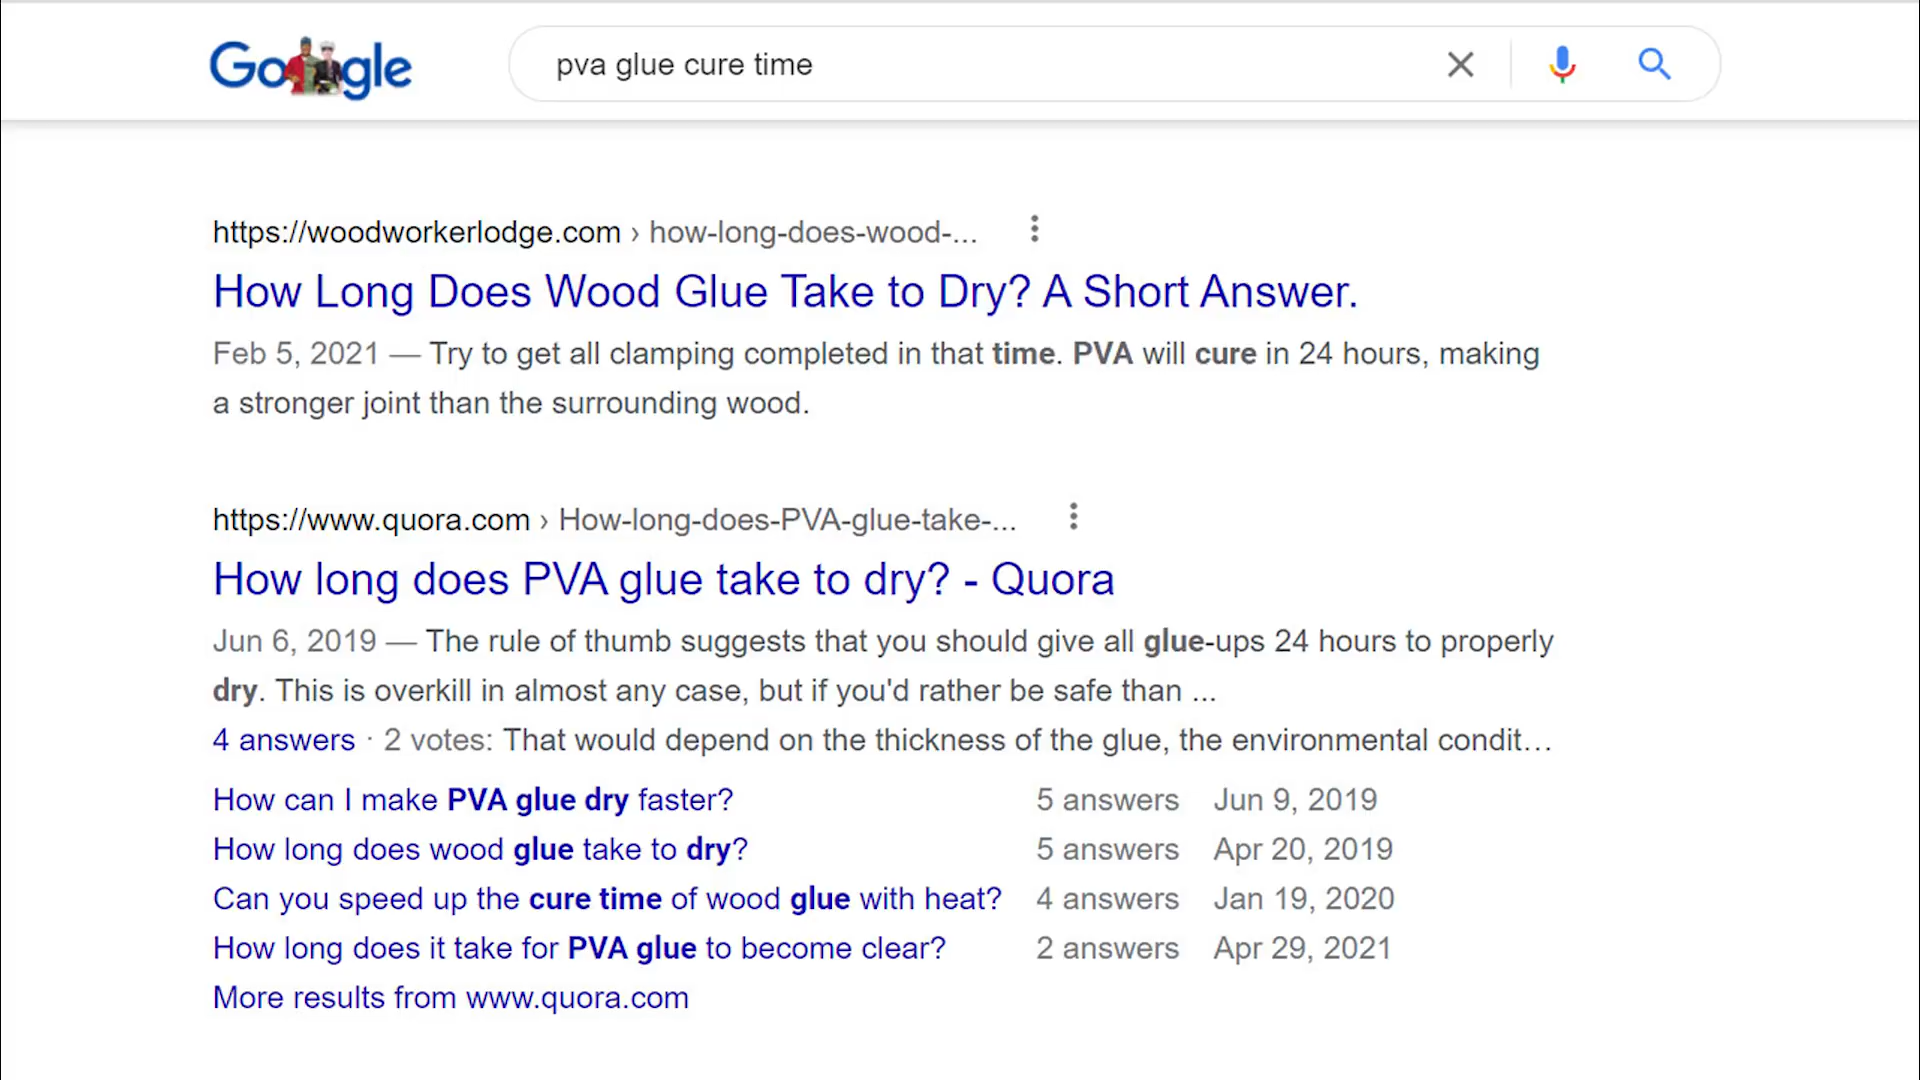 Google
pva glue cure time
https://woodworkerlodge.com › how-long-does-wood-...
How Long Does Wood Glue Take to Dry? A Short Answer.
Feb 5, 2021 — Try to get all clamping completed in that time. PVA will cure in 24 hours, making
a stronger joint than the surrounding wood.
https://www.quora.com › How-long-does-PVA-glue-take-...
How long does PVA glue take to dry? - Quora
Jun 6, 2019 — The rule of thumb suggests that you should give all glue-ups 24 hours to properly
dry. This is overkill in almost any case, but if you'd rather be safe than ...
4 answers · 2 votes: That would depend on the thickness of the glue, the environmental condit...
How can I make PVA glue dry faster? 5 answers Jun 9, 2019
How long does wood glue take to dry? 5 answers Apr 20, 2019
Can you speed up the cure time of wood glue with heat? 4 answers Jan 19, 2020
How long does it take for PVA glue to become clear? 2 answers Apr 29, 2021
More results from www.quora.com